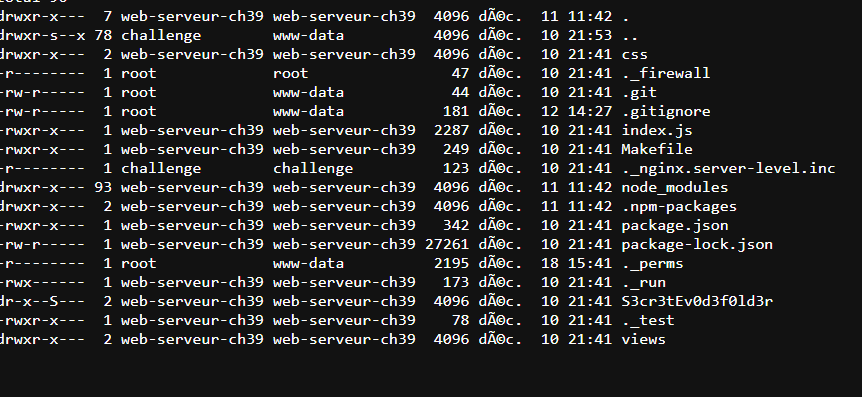 total 96
drwxr-x--- 7 web-serveur-ch39 web-serveur-ch39 4096 dÃ©c. 11 11:42 .
drwxr-s--x 78 challenge www-data 4096 dÃ©c. 10 21:53 ..
drwxr-x--- 2 web-serveur-ch39 web-serveur-ch39 4096 dÃ©c. 10 21:41 css
-r-------- 1 root root 47 dÃ©c. 10 21:41 ._firewall
-rw-r----- 1 root www-data 44 dÃ©c. 10 21:41 .git
-rw-r----- 1 root www-data 181 dÃ©c. 12 14:27 .gitignore
-rwxr-x--- 1 web-serveur-ch39 web-serveur-ch39 2287 dÃ©c. 10 21:41 index.js
-rwxr-x--- 1 web-serveur-ch39 web-serveur-ch39 249 dÃ©c. 10 21:41 Makefile
-r-------- 1 challenge challenge 123 dÃ©c. 10 21:41 ._nginx.server-level.inc
drwxr-x--- 93 web-serveur-ch39 web-serveur-ch39 4096 dÃ©c. 11 11:42 node_modules
drwxr-x--- 2 web-serveur-ch39 web-serveur-ch39 4096 dÃ©c. 11 11:42 .npm-packages
-rwxr-x--- 1 web-serveur-ch39 web-serveur-ch39 342 dÃ©c. 10 21:41 package.json
-rw-r----- 1 web-serveur-ch39 web-serveur-ch39 27261 dÃ©c. 10 21:41 package-lock.json
-r-------- 1 root www-data 2195 dÃ©c. 18 15:41 ._perms
-rwx------ 1 web-serveur-ch39 web-serveur-ch39 173 dÃ©c. 10 21:41 ._run
dr-x--S--- 2 web-serveur-ch39 web-serveur-ch39 4096 dÃ©c. 10 21:41 S3cr3tEv0d3f0ld3r
-rwxr-x--- 1 web-serveur-ch39 web-serveur-ch39 78 dÃ©c. 10 21:41 ._test
drwxr-x--- 2 web-serveur-ch39 web-serveur-ch39 4096 dÃ©c. 10 21:41 views